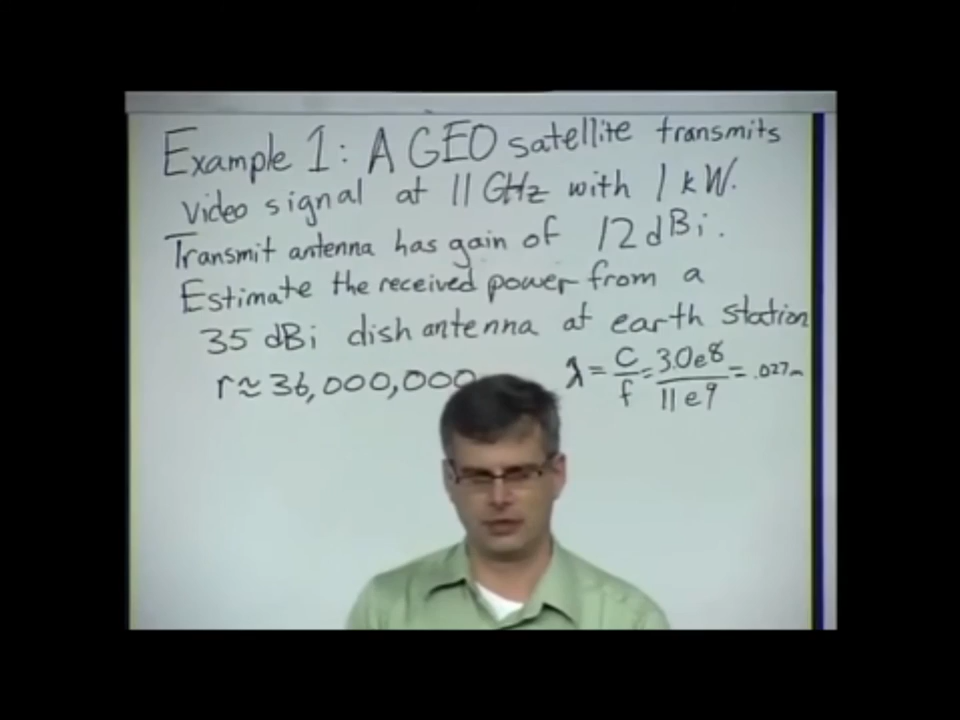 Example 1: A GEO satellite transmits
video signal at 11 GHz with 1 kW.
Transmit antenna has gain of 12 dBi.
Estimate the received power from a
35 dBi dish antenna at earth station
r ≈ 36,000,000 λ = c/f = 3.0e8/11e9 = .027m